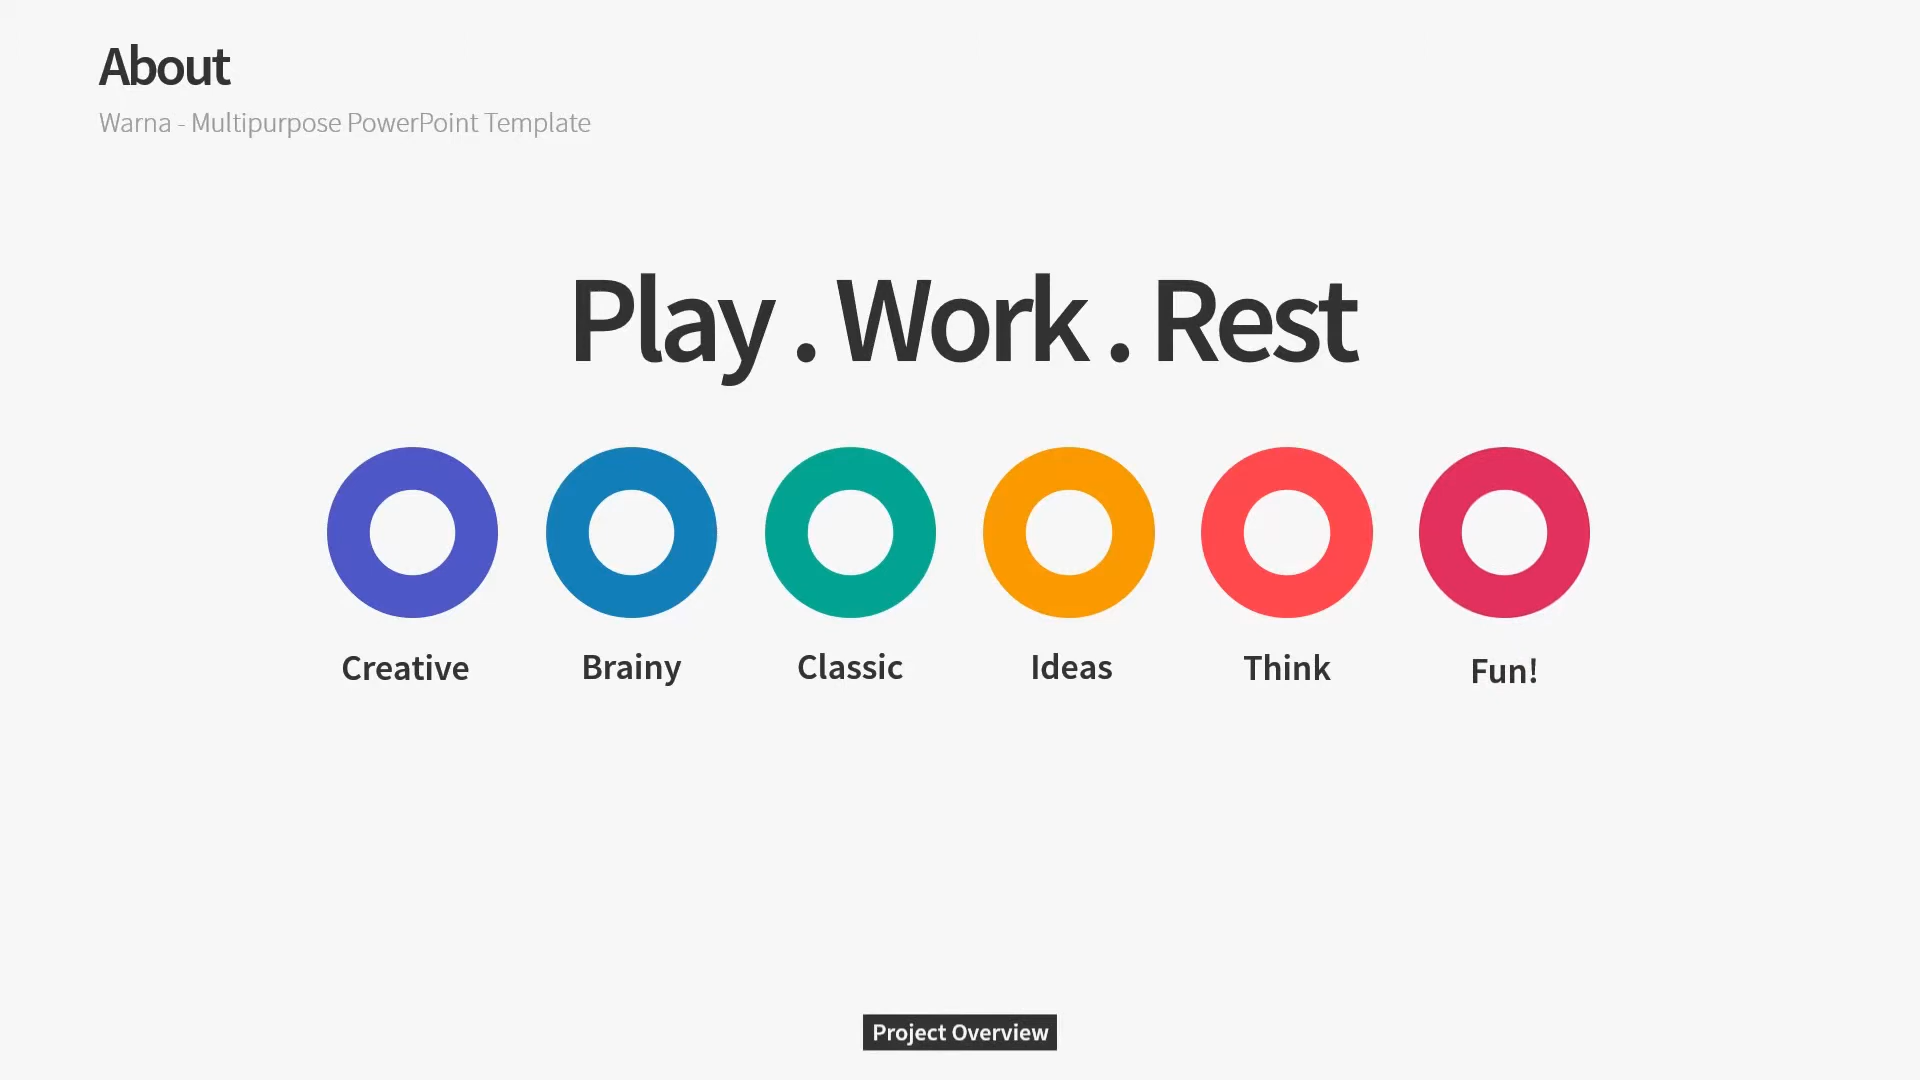 About
Warna - Multipurpose PowerPoint Template
Play . Work . Rest
Creative Brainy Classic Ideas Think Fun!
Project Overview